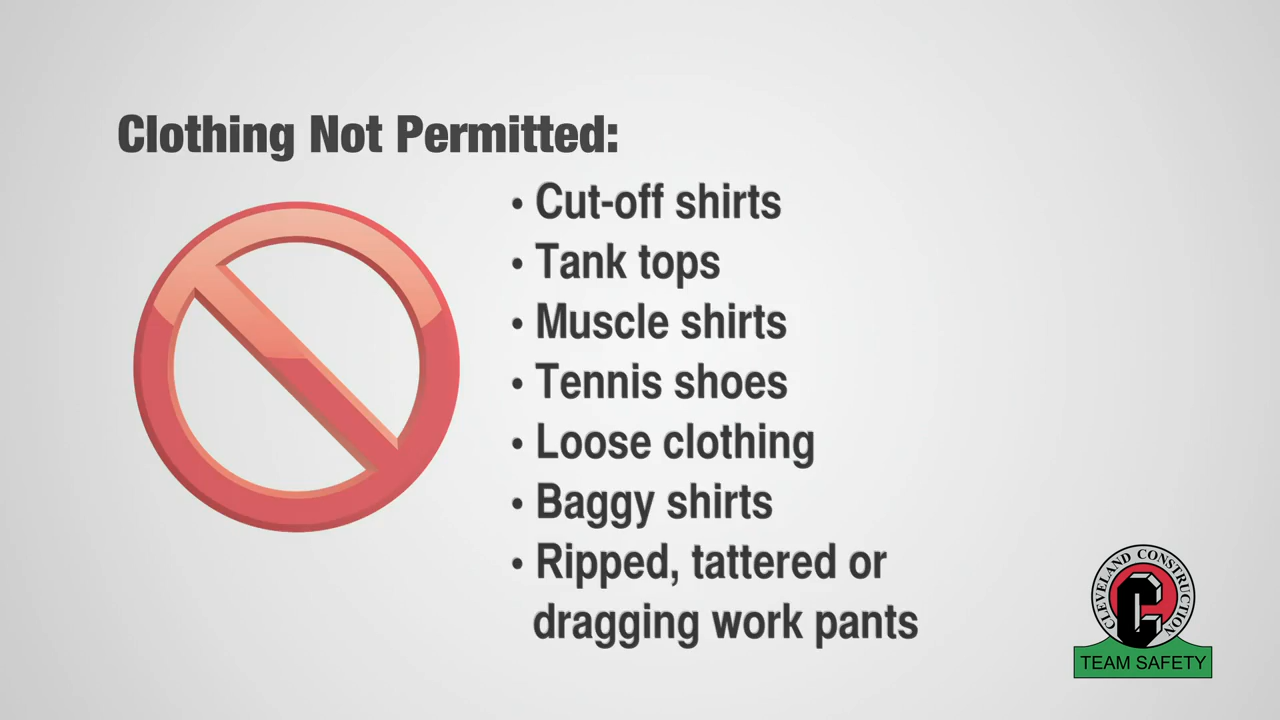 Clothing Not Permitted:
• Cut-off shirts
• Tank tops
• Muscle shirts
• Tennis shoes
• Loose clothing
• Baggy shirts
• Ripped, tattered or
dragging work pants
CLEVELAND CONSTRUCTION
C
TEAM SAFETY